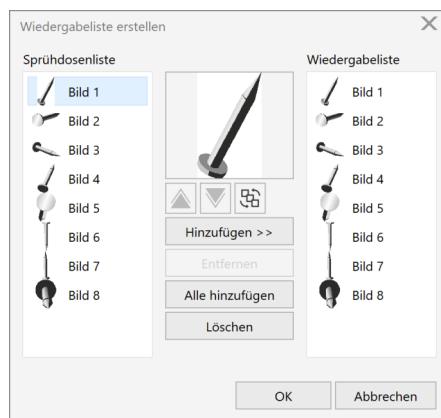 Wiedergabeliste erstellen
Sprühdosenliste
Bild 1
Bild 2
Bild 3
Bild 4
Bild 5
Bild 6
Bild 7
Bild 8
Hinzufügen >>
Entfernen
Alle hinzufügen
Löschen
Wiedergabeliste
Bild 1
Bild 2
Bild 3
Bild 4
Bild 5
Bild 6
Bild 7
Bild 8
OK
Abbrechen